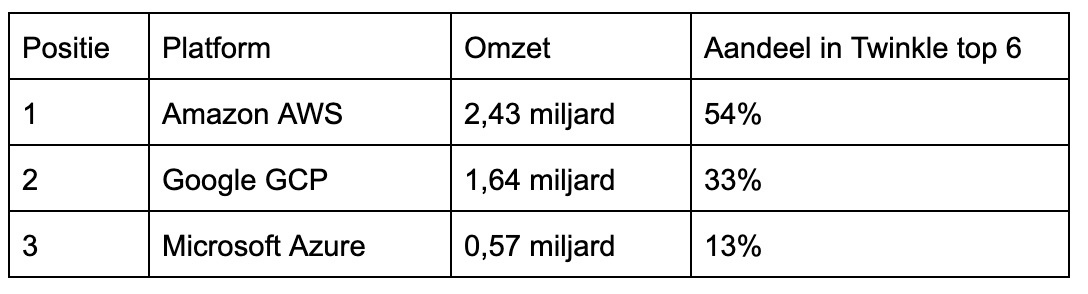 Positie Platform Omzet Aandeel in Twinkle top 6
1 Amazon AWS 2,43 miljard 54%
2 Google GCP 1,64 miljard 33%
3 Microsoft Azure 0,57 miljard 13%